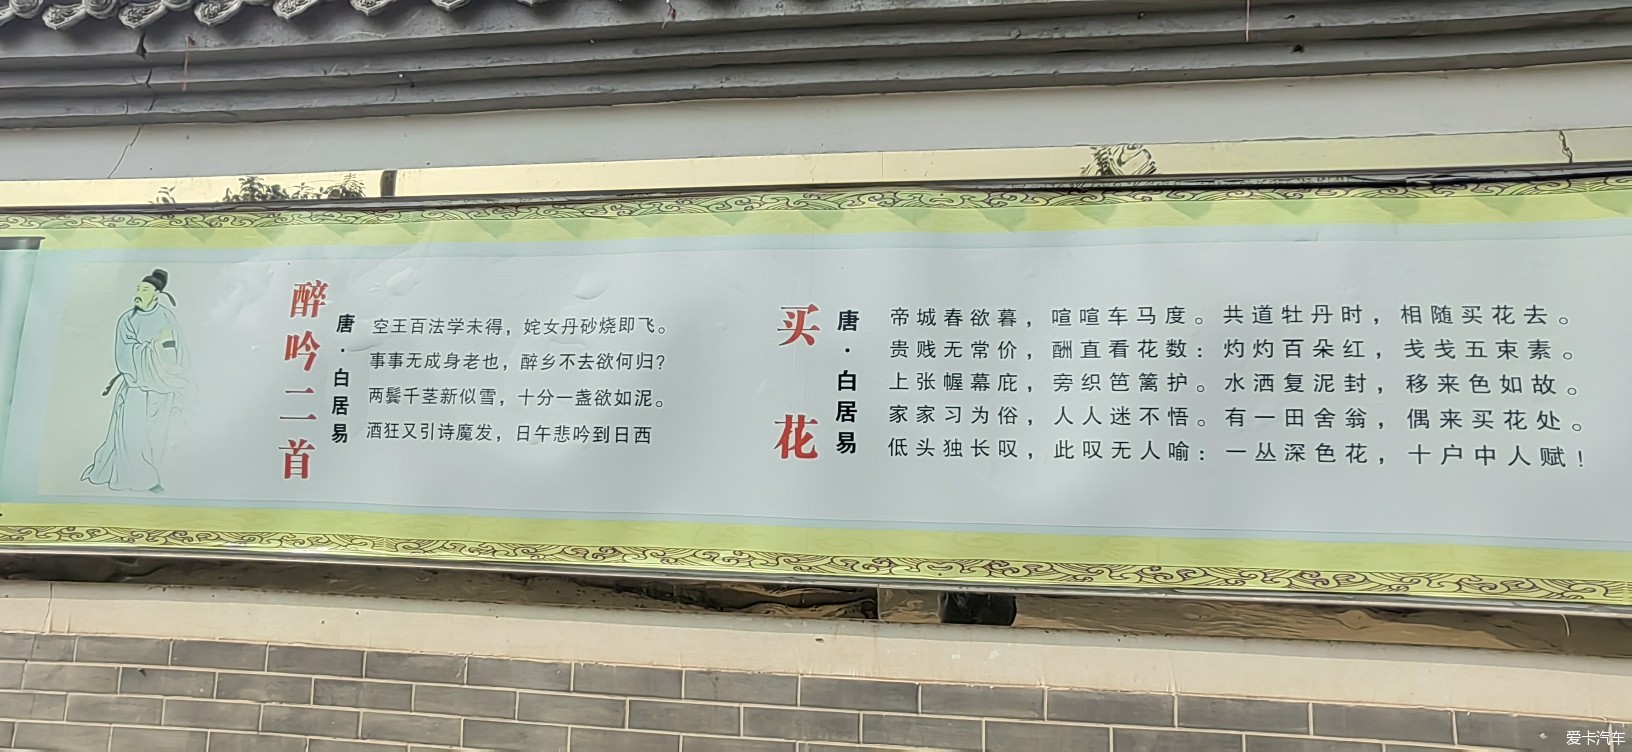 醉吟二首
唐·白居易
空王百法学未得，姹女丹砂烧即飞。
事事无成身老也，醉乡不去欲何归？
两鬓千茎新似雪，十分一盏欲如泥。
酒狂又引诗魔发，日午悲吟到日西
买花
唐·白居易
帝城春欲暮，喧喧车马度。共道牡丹时，相随买花去。
贵贱无常价，酬直看花数：灼灼百朵红，戋戋五束素。
上张幄幕庇，旁织笆篱护。水洒复泥封，移来色如故。
家家习为俗，人人迷不悟。有一田舍翁，偶来买花处。
低头独长叹，此叹无人喻：一丛深色花，十户中人赋！
爱卡汽车